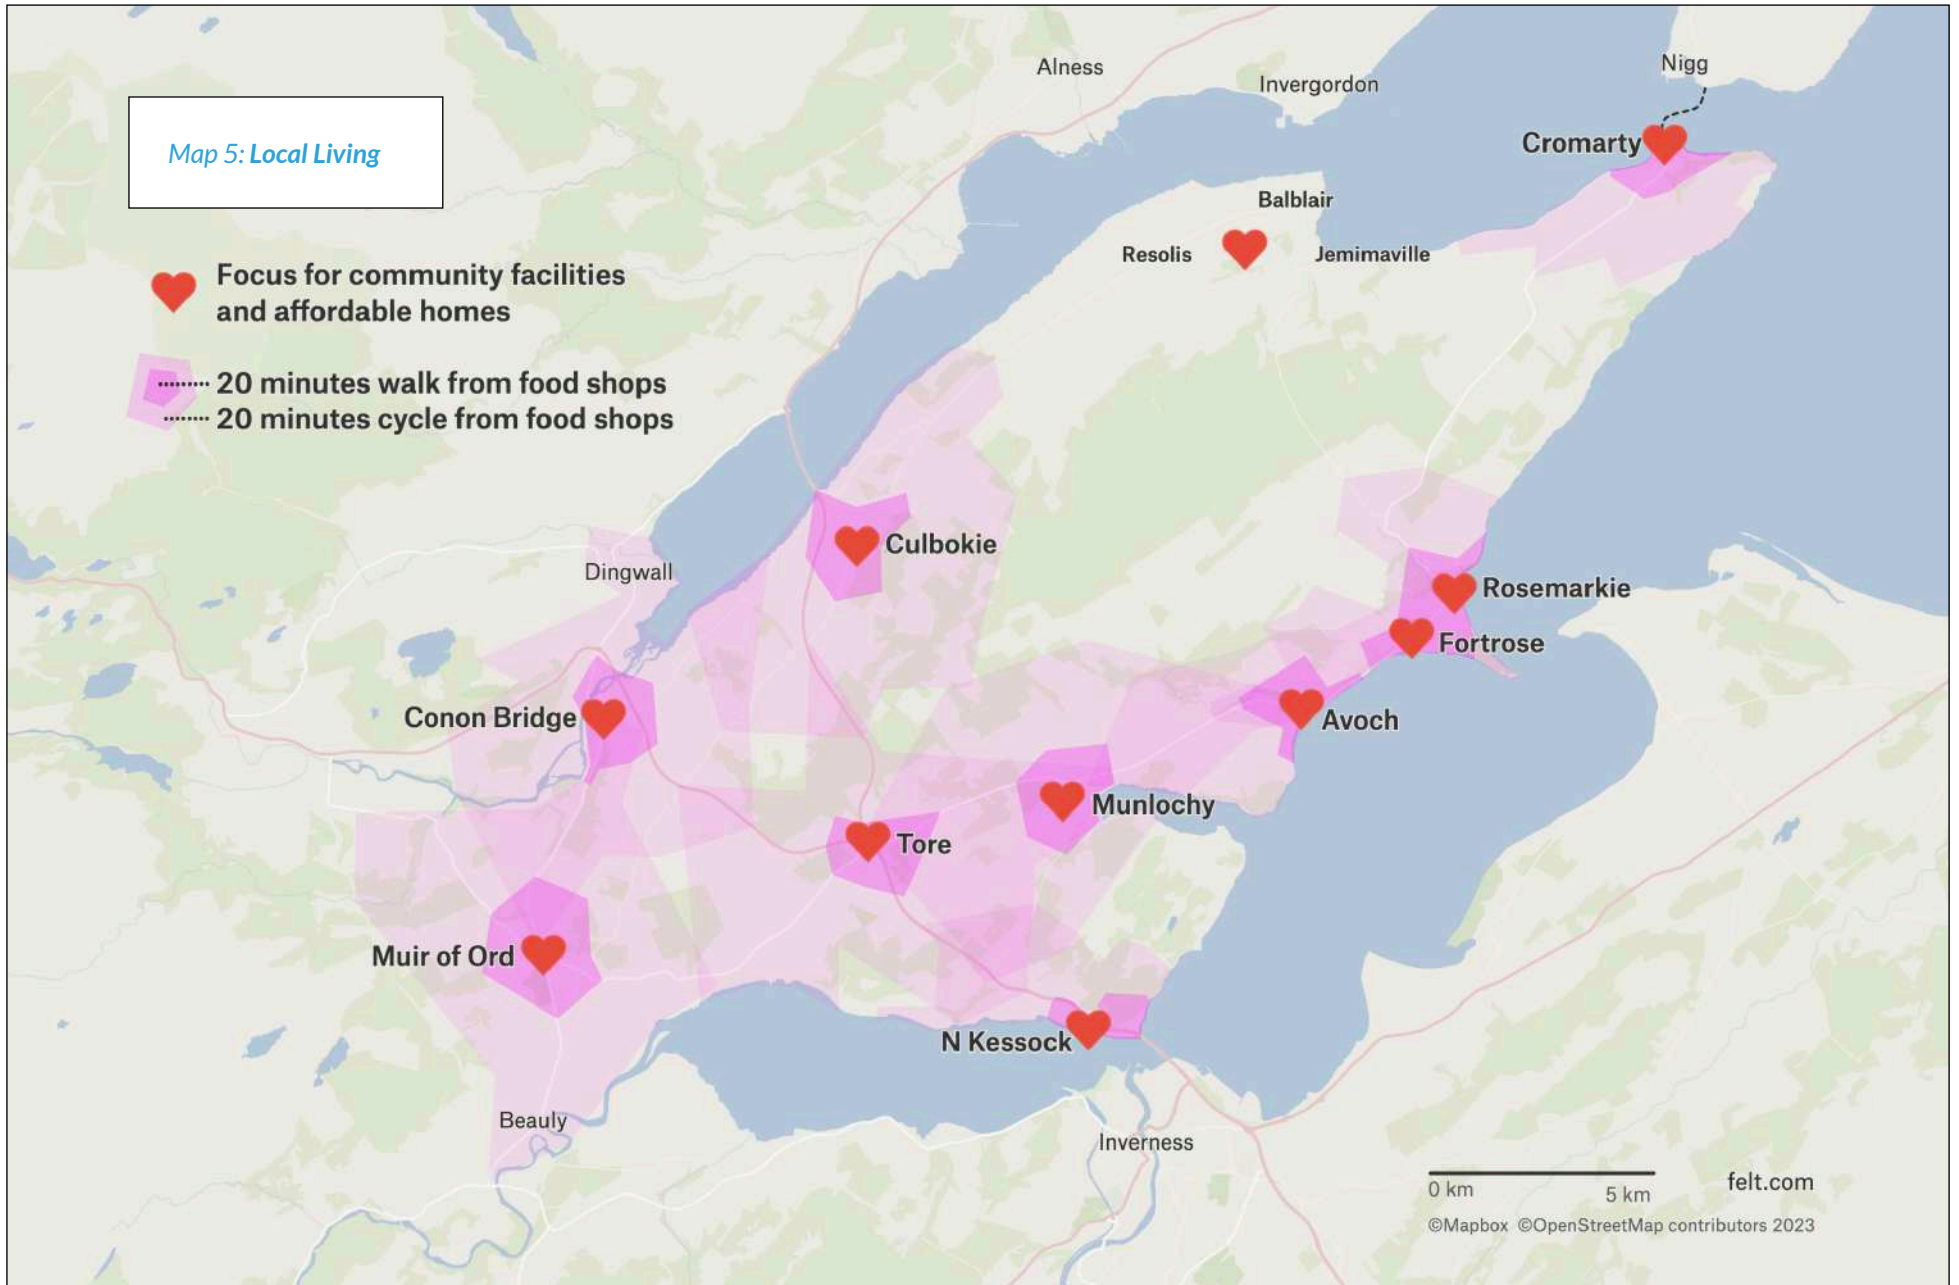 Map 5: Local Living
Focus for community facilities
and affordable homes
20 minutes walk from food shops
20 minutes cycle from food shops
Alness
Invergordon
Nigg
Cromarty
Balblair
Resolis
Jemimaville
Culbokie
Dingwall
Rosemarkie
Fortrose
Conon Bridge
Avoch
Munlochy
Tore
Muir of Ord
N Kessock
Beauly
Inverness
0 km
5 km
felt.com
©Mapbox ©OpenStreetMap contributors 2023